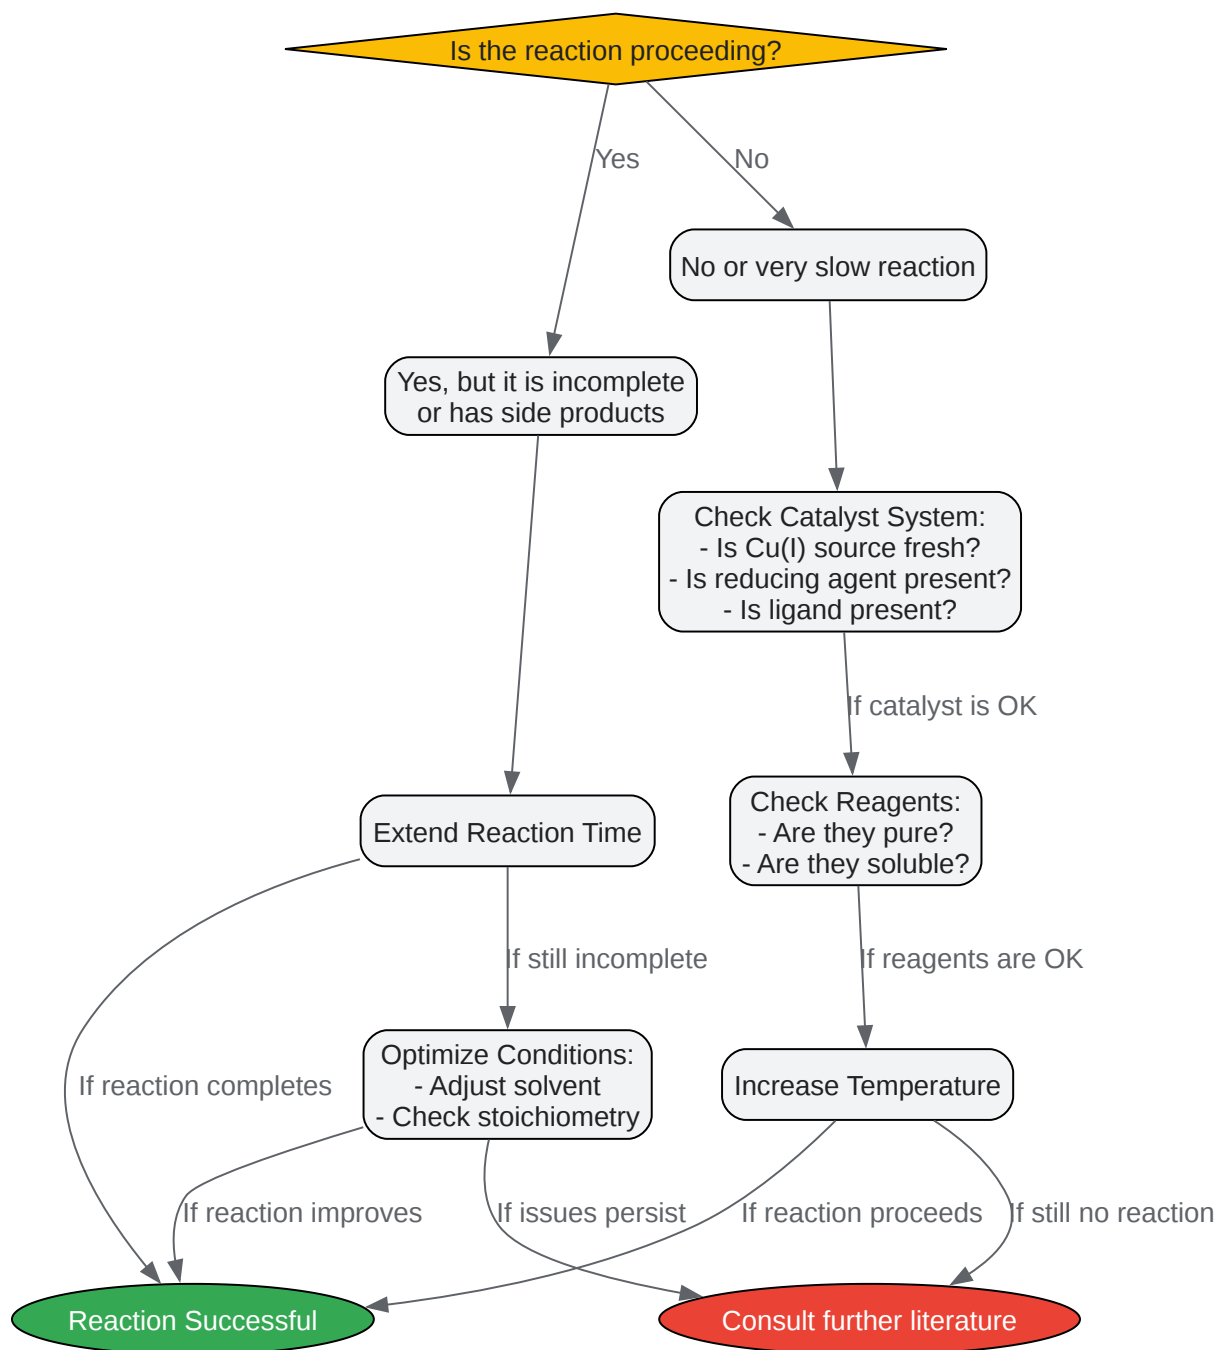 Is the reaction proceeding?
Yes
No
No or very slow reaction
Yes, but it is incomplete
or has side products
Check Catalyst System:
- Is Cu(I) source fresh?
- Is reducing agent present?
- Is ligand present?
If catalyst is OK
Extend Reaction Time
Check Reagents:
- Are they pure?
- Are they soluble?
If still incomplete
If reagents are OK
If reaction completes
Optimize Conditions:
- Adjust solvent
- Check stoichiometry
Increase Temperature
If reaction improves
If issues persist
If reaction proceeds
If still no reaction
Reaction Successful
Consult further literature